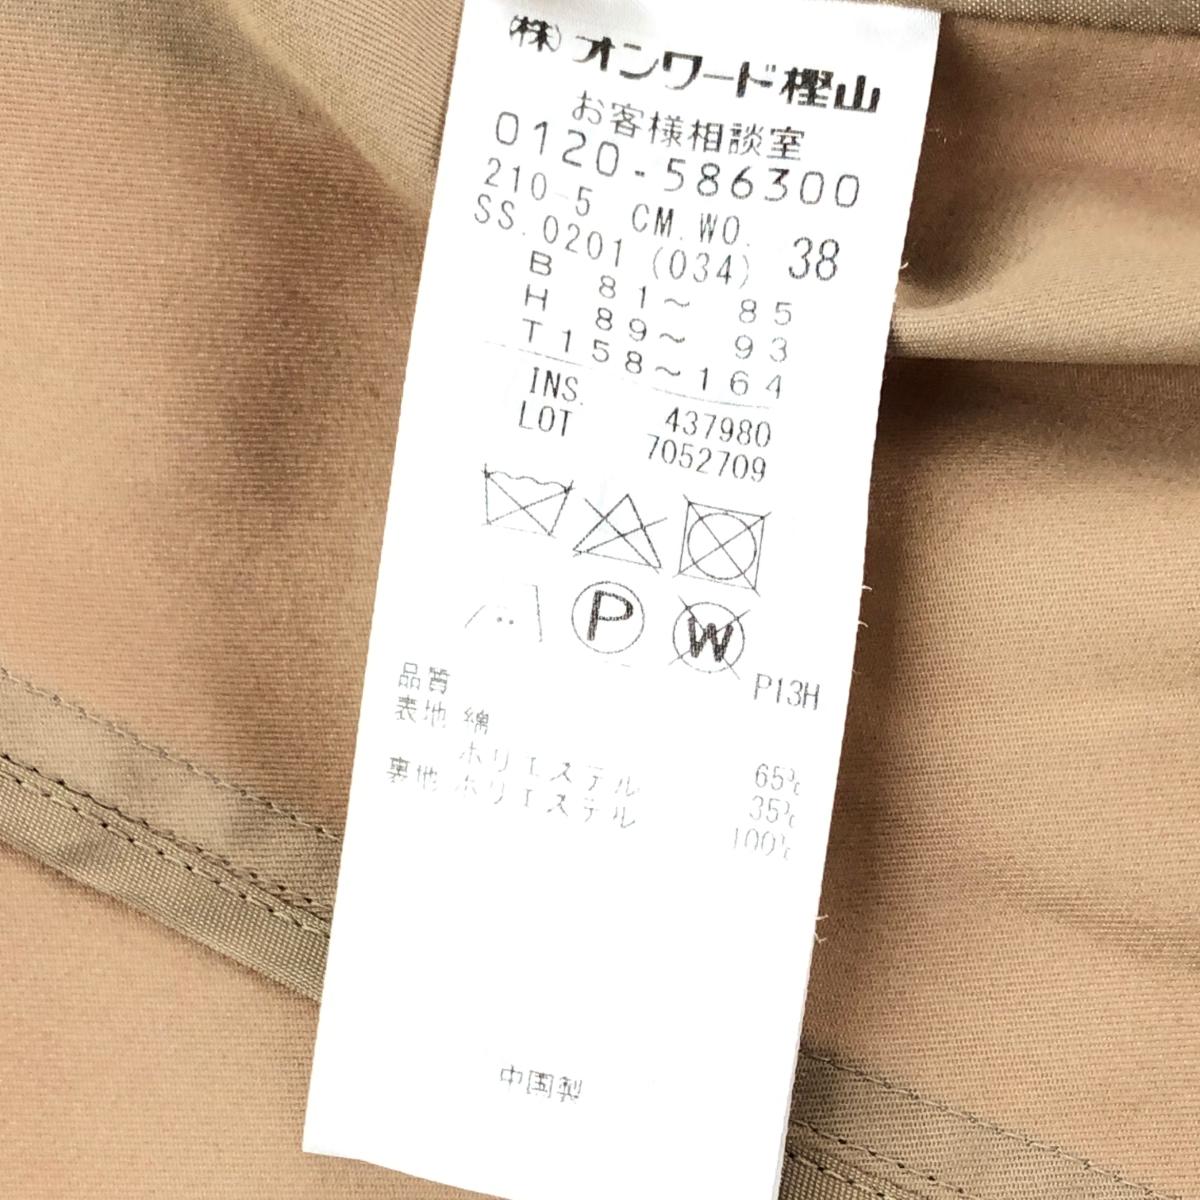 (株)オンワード樫山
お客様相談室
0120-586300
210-5 CM.WO. 38
SS.0201 (034)
B 81～ 85
H 89～ 93
T158～164
INS. 437980
LOT 7052709
P W
P13H
品質
表地 綿 65%
ポリエステル 35%
裏地 ポリエステル 100%
中国製